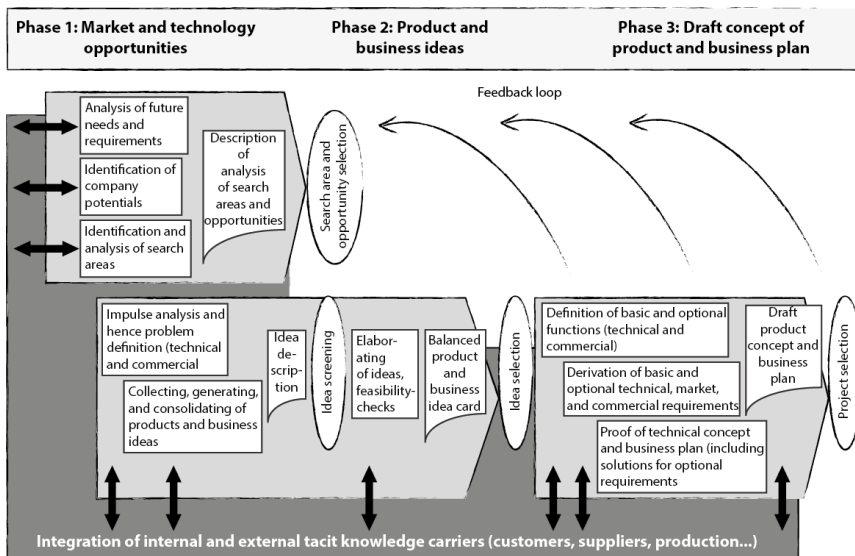 Phase 1: Market and technology
opportunities
Phase 2: Product and
business ideas
Phase 3: Draft concept of
product and business plan
Feedback loop
Analysis of future
needs and
requirements
Identification of
company
potentials
Identification and
analysis of search
areas
Description
of
analysis
of search
areas and
opportunities
Search area and
opportunity selection
Impulse analysis and
hence problem
definition (technical
and commercial
Collecting, generating,
and consolidating of
products and business
ideas
Idea
de-
scrip-
tion
Idea screening
Elabor-
ating
of ideas,
feasibility-
checks
Balanced
product
and
business
idea card
Idea selection
Definition of basic and optional
functions (technical and
commercial)
Derivation of basic and
optional technical, market,
and commercial requirements
Proof of technical concept
and business plan (including
solutions for optional
requirements
Draft
product
concept and
business
plan
Project selection
Integration of internal and external tacit knowledge carriers (customers, suppliers, production...)